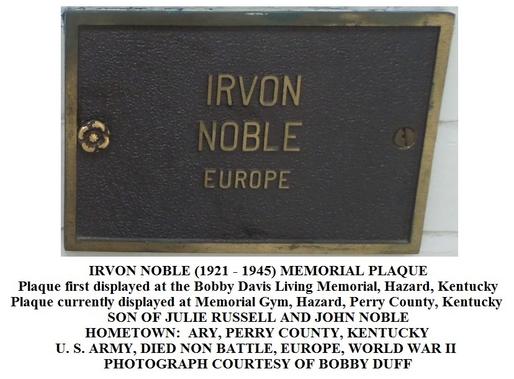 IRVON
NOBLE
EUROPE
IRVON NOBLE (1921 - 1945) MEMORIAL PLAQUE
Plaque first displayed at the Bobby Davis Living Memorial, Hazard, Kentucky
Plaque currently displayed at Memorial Gym, Hazard, Perry County, Kentucky
SON OF JULIE RUSSELL AND JOHN NOBLE
HOMETOWN:  ARY, PERRY COUNTY, KENTUCKY
U. S. ARMY, DIED NON BATTLE, EUROPE, WORLD WAR II
PHOTOGRAPH COURTESY OF BOBBY DUFF